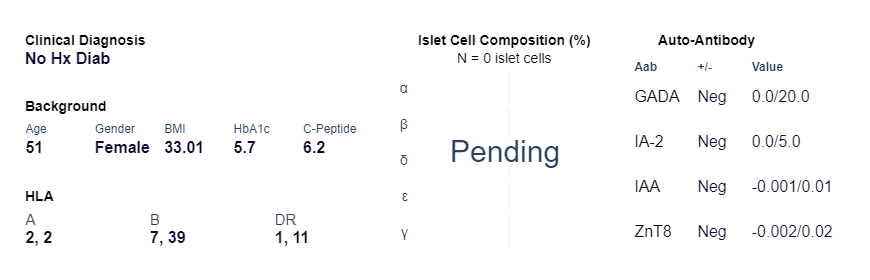 Clinical Diagnosis
No Hx Diab
Background
Age Gender BMI HbA1c C-Peptide
51 Female 33.01 5.7 6.2
HLA
A B DR
2, 2 7, 39 1, 11
Islet Cell Composition (%)
N = 0 islet cells
α
β
Pending
δ
ε
γ
Auto-Antibody
Aab +/- Value
GADA Neg 0.0/20.0
IA-2 Neg 0.0/5.0
IAA Neg -0.001/0.01
ZnT8 Neg -0.002/0.02